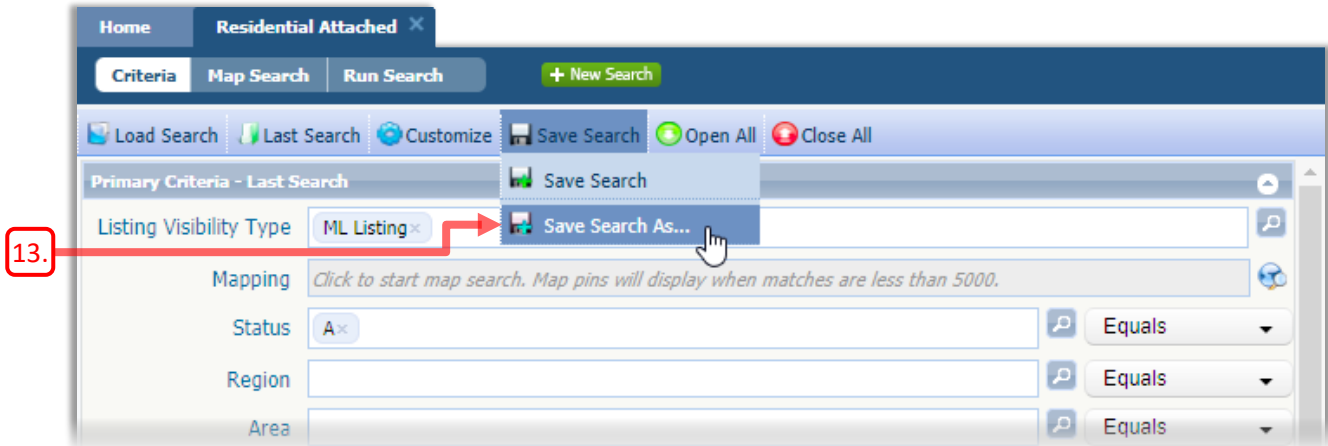 Home Residential Attached ×
Criteria Map Search Run Search + New Search
Load Search Last Search Customize Save Search Open All Close All
Primary Criteria - Last Search Save Search
Listing Visibility Type ML Listing× Save Search As...
13.
Mapping Click to start map search. Map pins will display when matches are less than 5000.
Status A× Equals
Region Equals
Area Equals